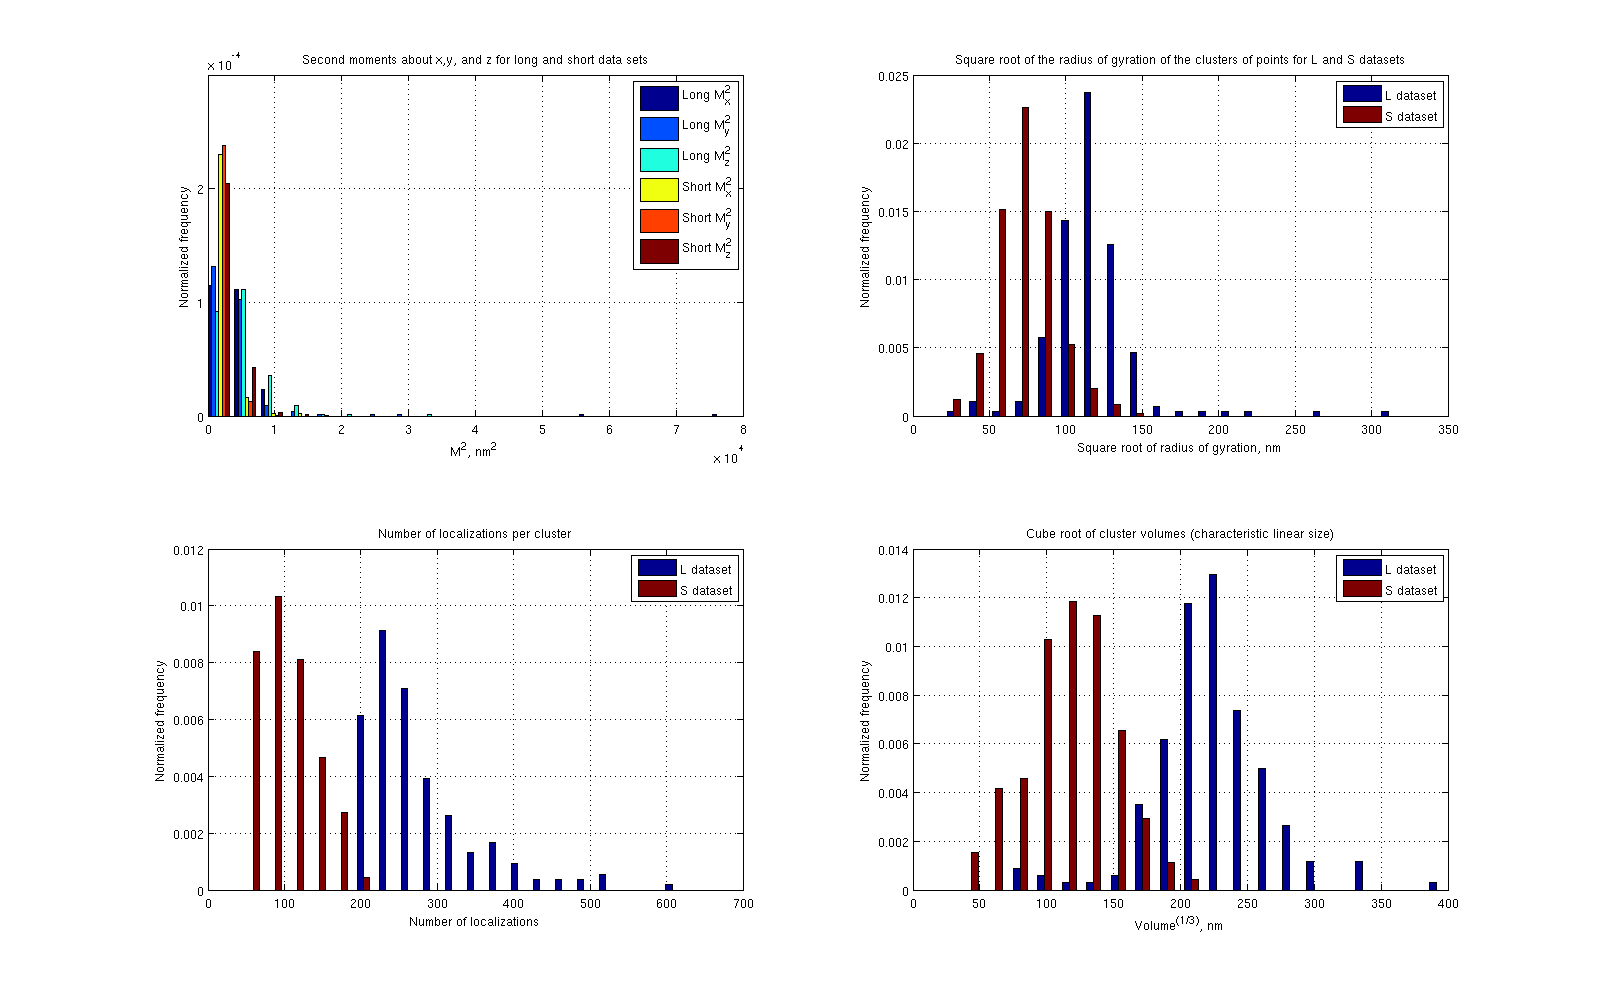 Second moments about x,y, and z for long and short data sets
× 10^-4
Normalized frequency
2
1
0
0 1 2 3 4 5 6 7 8
M^2, nm^2
× 10^4
Long M_x^2
Long M_y^2
Long M_z^2
Short M_x^2
Short M_y^2
Short M_z^2
Square root of the radius of gyration of the clusters of points for L and S datasets
Normalized frequency
0.025
0.02
0.015
0.01
0.005
0
0 50 100 150 200 250 300 350
Square root of radius of gyration, nm
L dataset
S dataset
Number of localizations per cluster
Normalized frequency
0.012
0.01
0.008
0.006
0.004
0.002
0
0 100 200 300 400 500 600 700
Number of localizations
L dataset
S dataset
Cube root of cluster volumes (characteristic linear size)
Normalized frequency
0.014
0.012
0.01
0.008
0.006
0.004
0.002
0
0 50 100 150 200 250 300 350 400
Volume^(1/3), nm
L dataset
S dataset